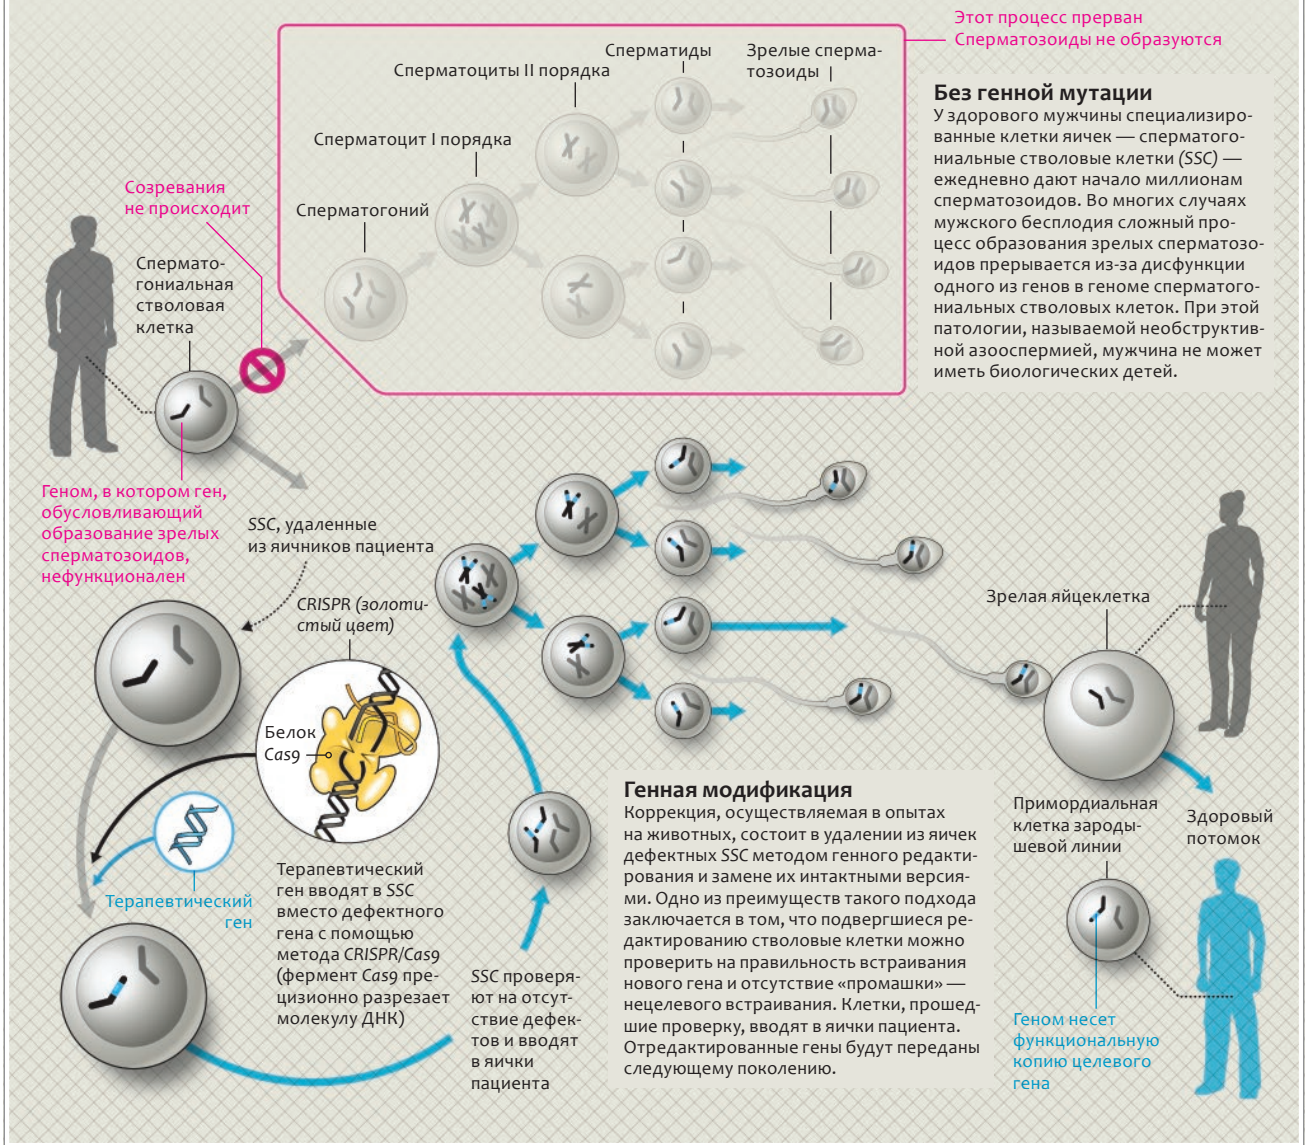 Этот процесс прерван
Сперматозоиды не образуются
Сперматиды
Зрелые сперма-
тозоиды
Сперматоциты II порядка
Сперматоцит I порядка
Сперматогоний
Созревания
не происходит
Спермато-
гониальная
стволовая
клетка
Без генной мутации
У здорового мужчины специализиро-
ванные клетки яичек — сперматого-
ниальные стволовые клетки (SSC) —
ежедневно дают начало миллионам
сперматозоидов. Во многих случаях
мужского бесплодия сложный про-
цесс образования зрелых сперматозо-
идов прерывается из-за дисфункции
одного из генов в геноме сперматого-
ниальных стволовых клеток. При этой
патологии, называемой необструктив-
ной азооспермией, мужчина не может
иметь биологических детей.
Геном, в котором ген,
обусловливающий
образование зрелых
сперматозоидов,
нефункционален
SSC, удаленные
из яичников пациента
CRISPR (золоти-
стый цвет)
Белок
Cas9
Терапевтический
ген
Терапевтический
ген вводят в SSC
вместо дефектного
гена с помощью
метода CRISPR/Cas9
(фермент Cas9 пре-
цизионно разрезает
молекулу ДНК)
SSC проверя-
ют на отсут-
ствие дефек-
тов и вводят
в яички
пациента
Генная модификация
Коррекция, осуществляемая в опытах
на животных, состоит в удалении из яичек
дефектных SSC методом генного редакти-
рования и замене их интактными версия-
ми. Одно из преимуществ такого подхода
заключается в том, что подвергшиеся ре-
дактированию стволовые клетки можно
проверить на правильность встраивания
нового гена и отсутствие «промашки» —
нецелевого встраивания. Клетки, прошед-
шие проверку, вводят в яички пациента.
Отредактированные гены будут переданы
следующему поколению.
Зрелая яйцеклетка
Примордиальная
клетка зароды-
шевой линии
Здоровый
потомок
Геном несет
функциональную
копию целевого
гена